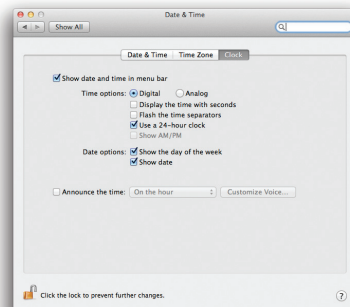 Date & Time
Show All
Date & Time Time Zone Clock
Show date and time in menu bar
Time options: Digital Analog
Display the time with seconds
Flash the time separators
Use a 24-hour clock
Show AM/PM
Date options: Show the day of the week
Show date
Announce the time: On the hour Customize Voice...
Click the lock to prevent further changes. ?